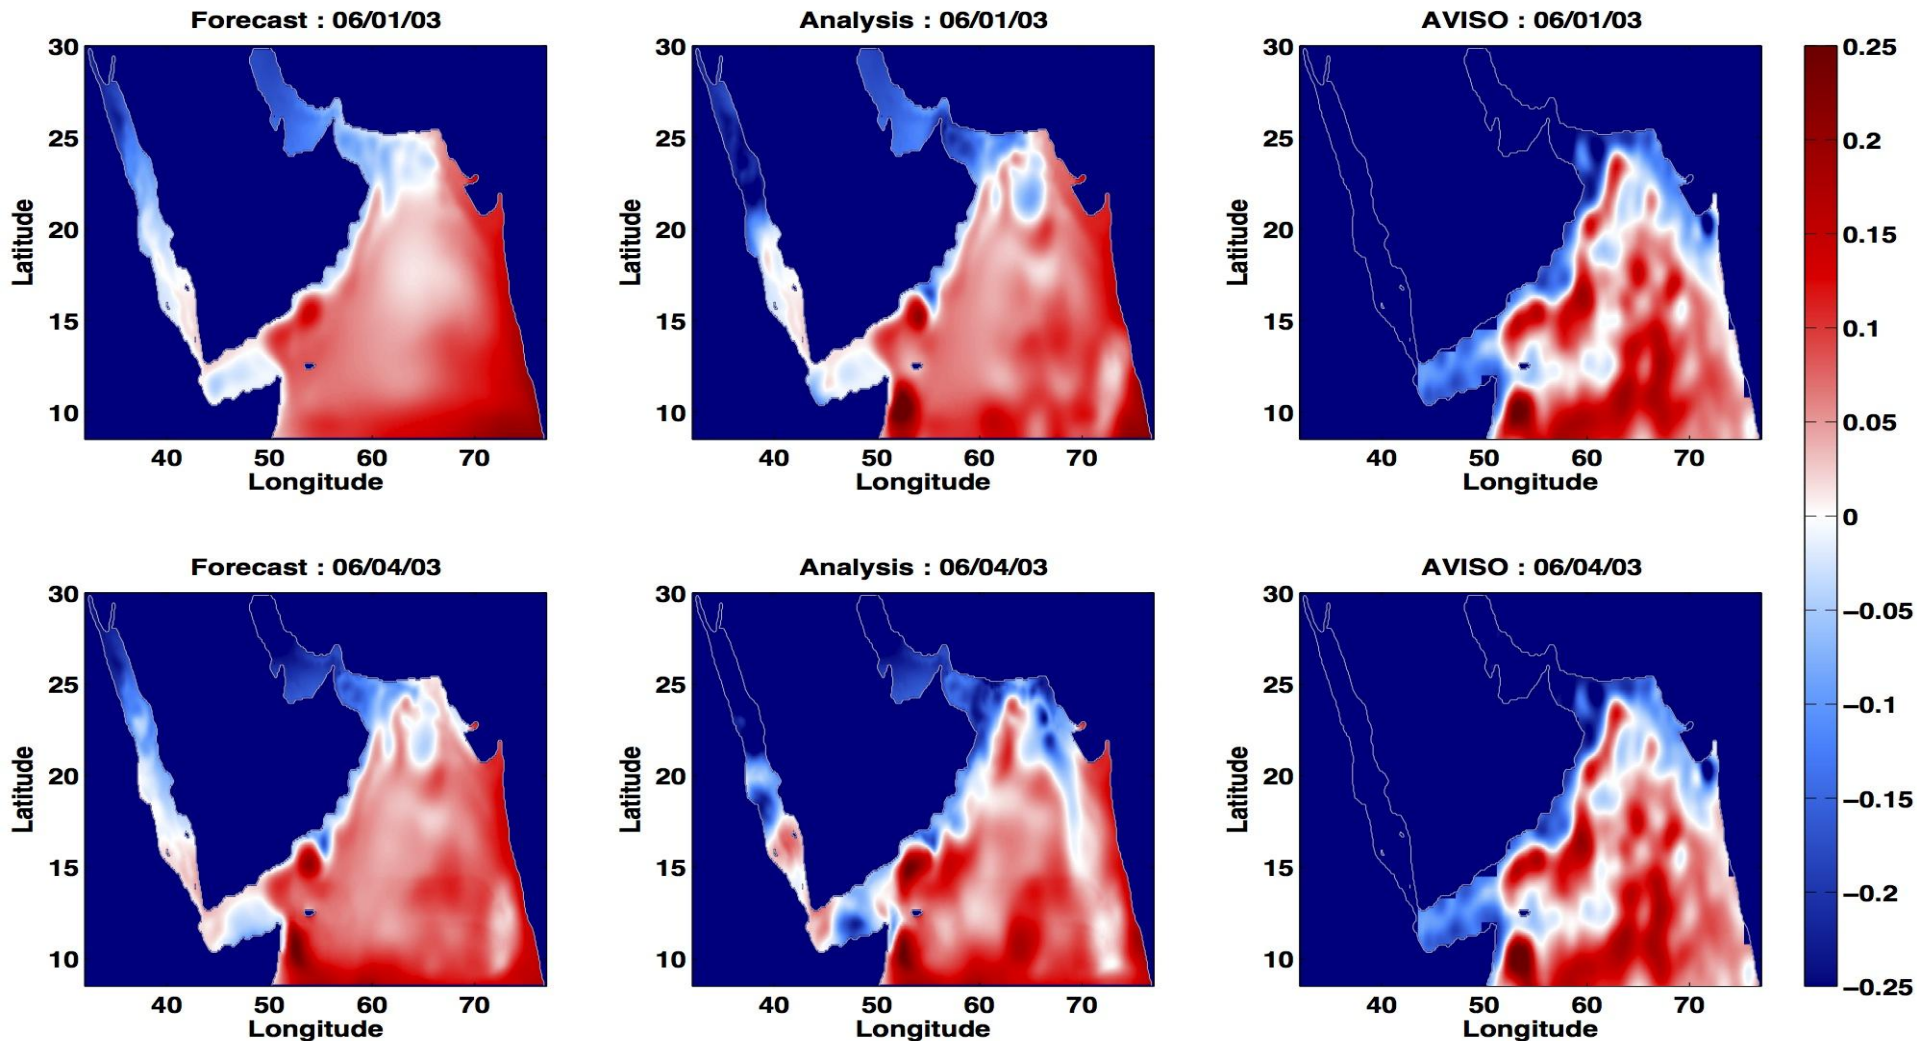 Forecast : 06/01/03
Analysis : 06/01/03
AVISO : 06/01/03
30
25
20
15
10
Latitude
40 50 60 70
Longitude
30
25
20
15
10
Latitude
40 50 60 70
Longitude
30
25
20
15
10
Latitude
40 50 60 70
Longitude
0.25
0.2
0.15
0.1
0.05
0
−0.05
−0.1
−0.15
−0.2
−0.25
Forecast : 06/04/03
Analysis : 06/04/03
AVISO : 06/04/03
30
25
20
15
10
Latitude
40 50 60 70
Longitude
30
25
20
15
10
Latitude
40 50 60 70
Longitude
30
25
20
15
10
Latitude
40 50 60 70
Longitude